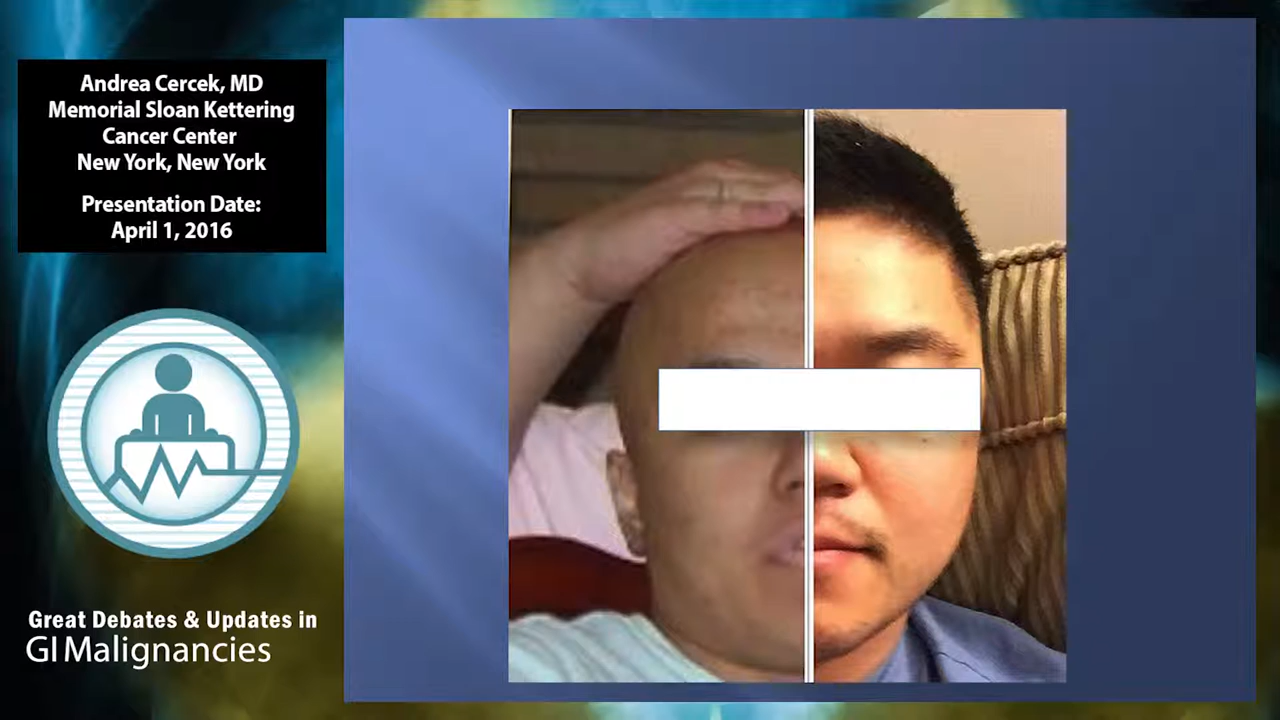 Andrea Cercek, MD
Memorial Sloan Kettering
Cancer Center
New York, New York
Presentation Date:
April 1, 2016
Great Debates & Updates in
GI Malignancies